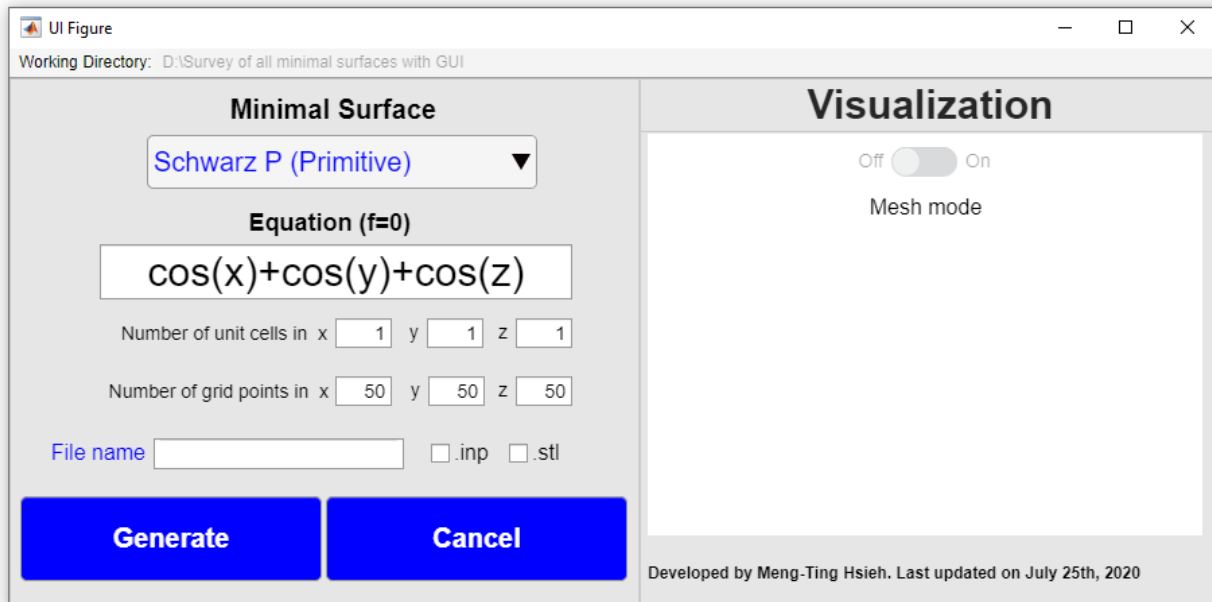 UI Figure
Working Directory: D:\Survey of all minimal surfaces with GUI
Minimal Surface
Schwarz P (Primitive)
Equation (f=0)
cos(x)+cos(y)+cos(z)
Number of unit cells in x 1 y 1 z 1
Number of grid points in x 50 y 50 z 50
File name .inp .stl
Generate Cancel
Visualization
Off On
Mesh mode
Developed by Meng-Ting Hsieh. Last updated on July 25th, 2020